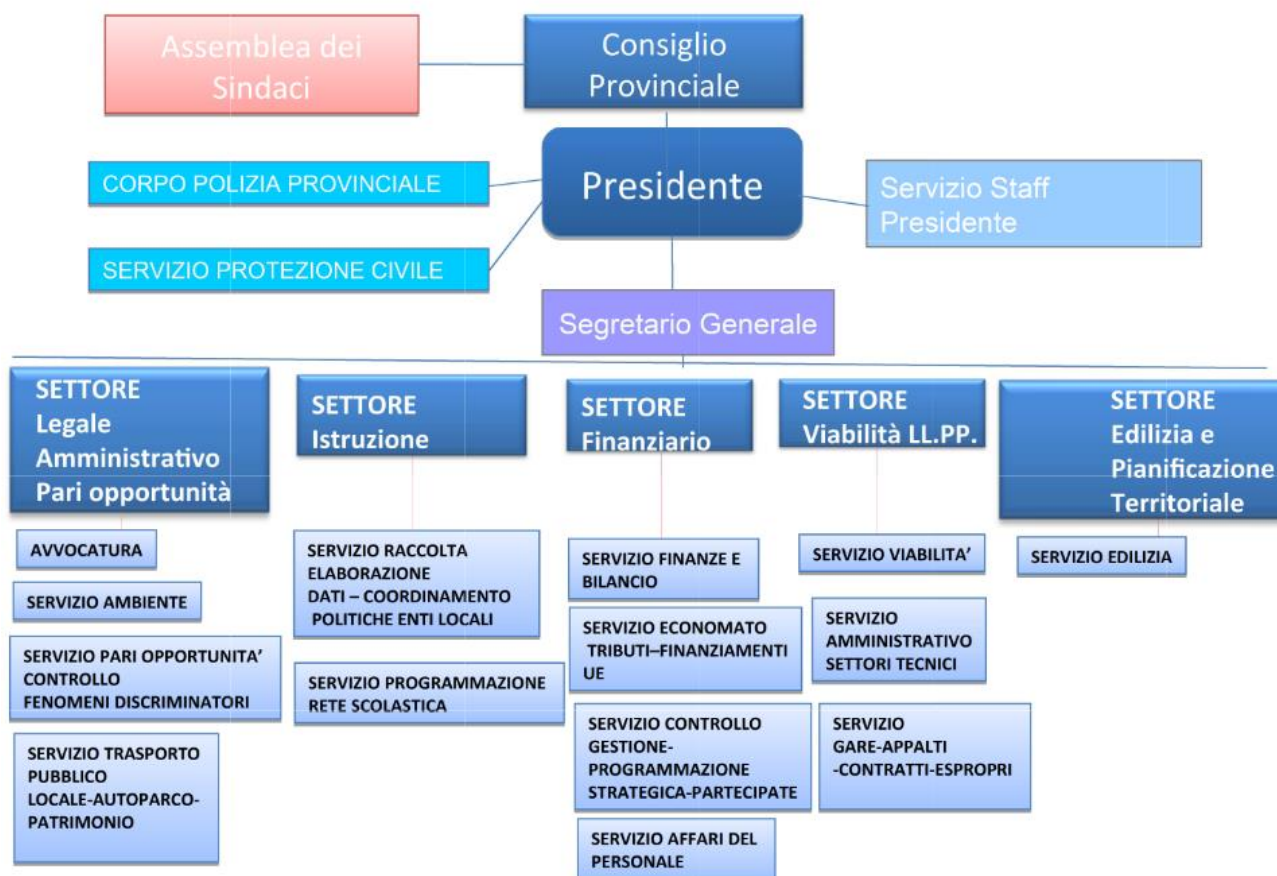 Assemblea dei
Sindaci
Consiglio
Provinciale
CORPO POLIZIA PROVINCIALE
Presidente
Servizio Staff
Presidente
SERVIZIO PROTEZIONE CIVILE
Segretario Generale
SETTORE
Legale
Amministrativo
Pari opportunità
SETTORE
Istruzione
SETTORE
Finanziario
SETTORE
Viabilità LL.PP.
SETTORE
Edilizia e
Pianificazione
Territoriale
AVVOCATURA
SERVIZIO AMBIENTE
SERVIZIO PARI OPPORTUNITA’
CONTROLLO
FENOMENI DISCRIMINATORI
SERVIZIO TRASPORTO
PUBBLICO
LOCALE-AUTOPARCO-
PATRIMONIO
SERVIZIO RACCOLTA
ELABORAZIONE
DATI – COORDINAMENTO
POLITICHE ENTI LOCALI
SERVIZIO PROGRAMMAZIONE
RETE SCOLASTICA
SERVIZIO FINANZE E
BILANCIO
SERVIZIO ECONOMATO
TRIBUTI–FINANZIAMENTI
UE
SERVIZIO CONTROLLO
GESTIONE-
PROGRAMMAZIONE
STRATEGICA-PARTECIPATE
SERVIZIO AFFARI DEL
PERSONALE
SERVIZIO VIABILITA’
SERVIZIO
AMMINISTRATIVO
SETTORI TECNICI
SERVIZIO
GARE-APPALTI
-CONTRATTI-ESPROPRI
SERVIZIO EDILIZIA